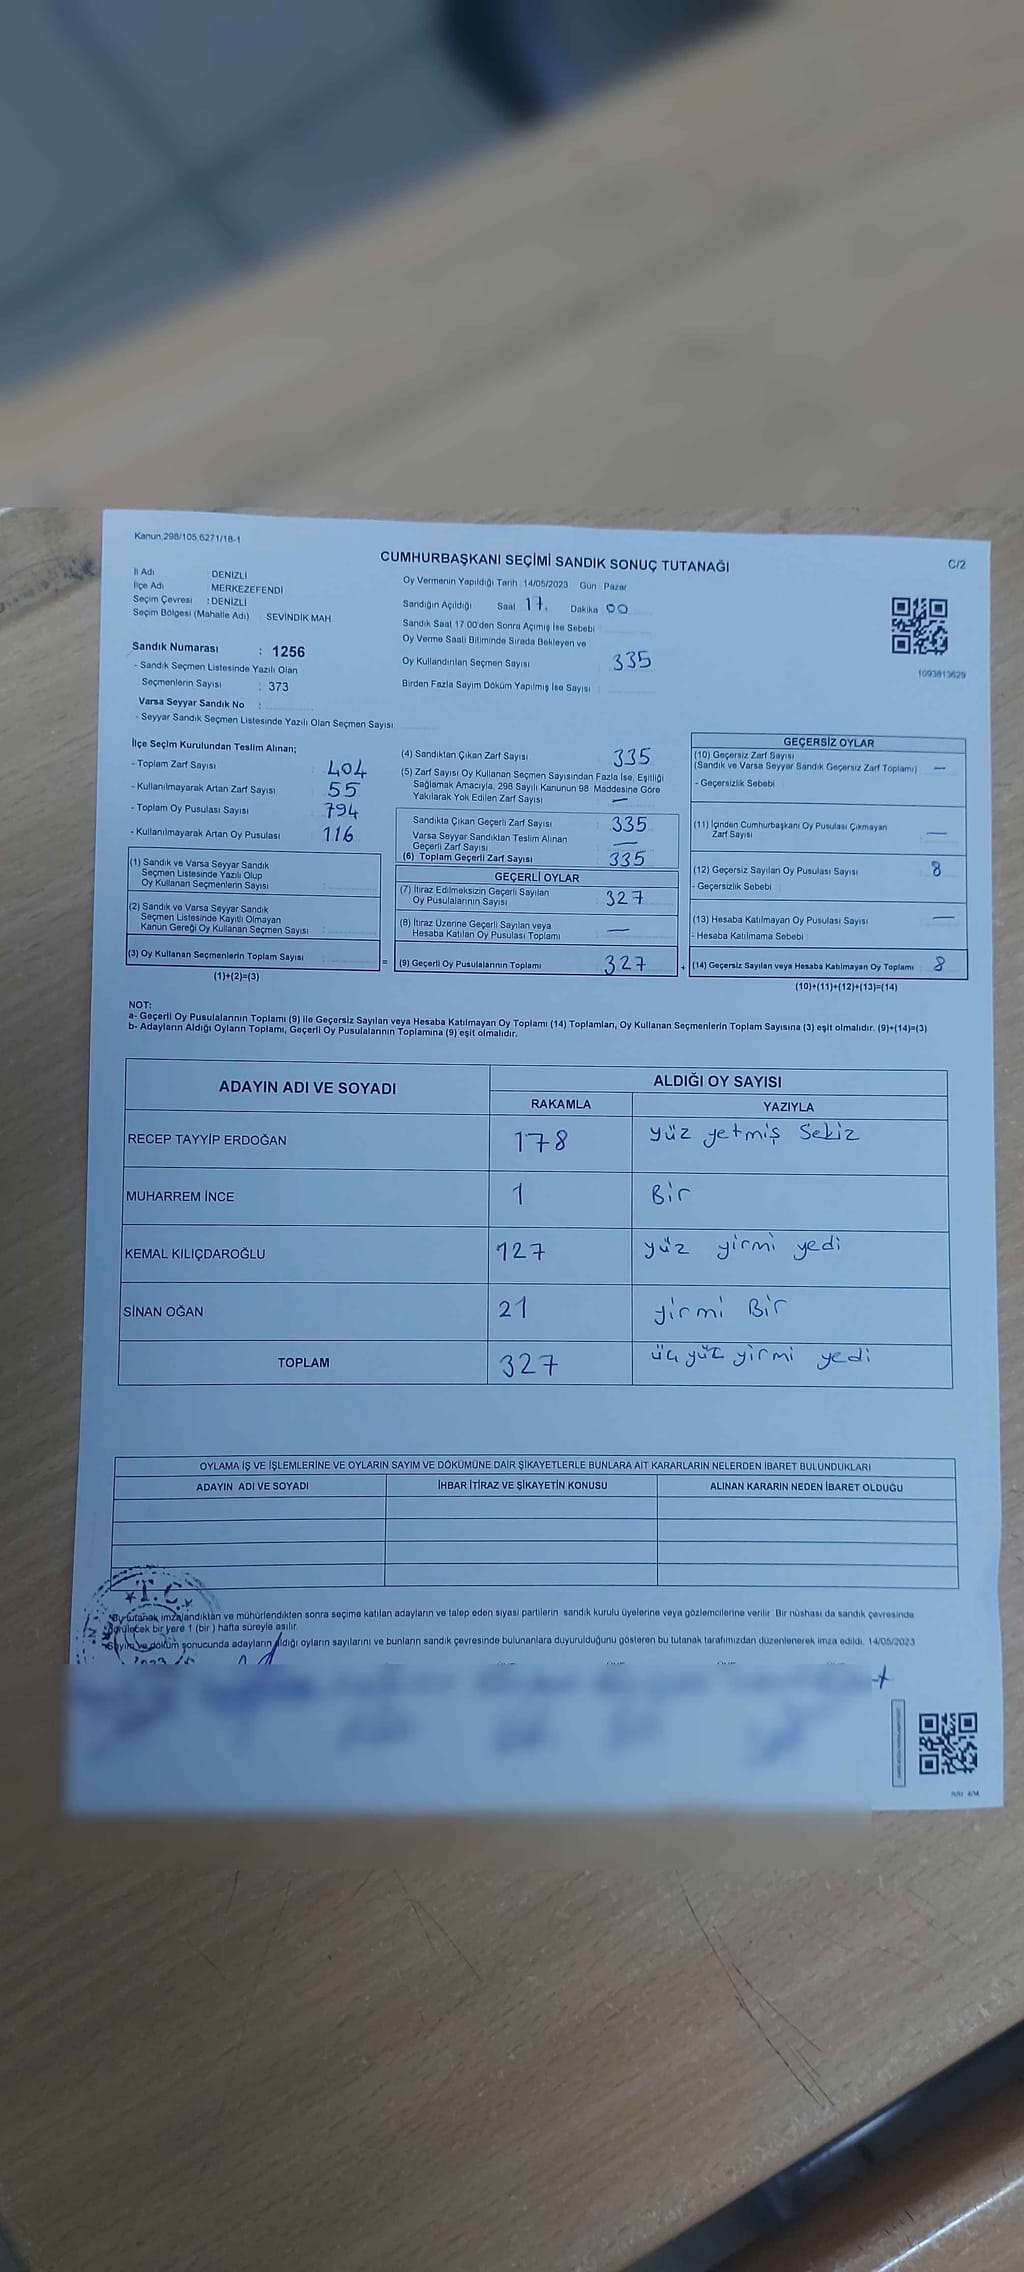 Kanun 298/105,6271/18-1
CUMHURBAŞKANI SEÇİMİ SANDIK SONUÇ TUTANAĞI
C/2
İl Adı DENİZLİ
İlçe Adı MERKEZEFENDİ
Seçim Çevresi : DENİZLİ
Seçim Bölgesi (Mahalle Adı) SEVİNDİK MAH.
Oy Vermenin Yapıldığı Tarih : 14/05/2023 Gün : Pazar
Sandığın Açıldığı Saat 17. Dakika 00
Sandık Saat 17:00'den Sonra Açımış İse Sebebi
Oy Verme Saati Bitiminde Sırada Bekleyen ve
Oy Kullandırılan Seçmen Sayısı 335
Birden Fazla Sayım Döküm Yapılmış İse Sayısı :
1093813629
Sandık Numarası : 1256
- Sandık Seçmen Listesinde Yazılı Olan
Seçmenlerin Sayısı : 373
Varsa Seyyar Sandık No :
- Seyyar Sandık Seçmen Listesinde Yazılı Olan Seçmen Sayısı
İlçe Seçim Kurulundan Teslim Alınan;
- Toplam Zarf Sayısı 404
- Kullanılmayarak Artan Zarf Sayısı 55
- Toplam Oy Pusulası Sayısı 794
- Kullanılmayarak Artan Oy Pusulası 116
(1) Sandık ve Varsa Seyyar Sandık
Seçmen Listesinde Yazılı Olup
Oy Kullanan Seçmenlerin Sayısı :
(2) Sandık ve Varsa Seyyar Sandık
Seçmen Listesinde Kayıtlı Olmayan
Kanun Gereği Oy Kullanan Seçmen Sayısı :
(3) Oy Kullanan Seçmenlerin Toplam Sayısı :
(1)+(2)=(3)
(4) Sandıktan Çıkan Zarf Sayısı 335
(5) Zarf Sayısı Oy Kullanan Seçmen Sayısından Fazla İse, Eşitliği
Sağlamak Amacıyla, 298 Sayılı Kanunun 98. Maddesine Göre
Yakılarak Yok Edilen Zarf Sayısı —
Sandıkta Çıkan Geçerli Zarf Sayısı 335
Varsa Seyyar Sandıktan Teslim Alınan
Geçerli Zarf Sayısı —
(6) Toplam Geçerli Zarf Sayısı 335
GEÇERLİ OYLAR
(7) İtiraz Edilmeksizin Geçerli Sayılan
Oy Pusulalarının Sayısı 327
(8) İtiraz Üzerine Geçerli Sayılan veya
Hesaba Katılan Oy Pusulası Toplamı —
= (9) Geçerli Oy Pusulalarının Toplamı 327
GEÇERSİZ OYLAR
(10) Geçersiz Zarf Sayısı
(Sandık ve Varsa Seyyar Sandık Geçersiz Zarf Toplamı) —
- Geçersizlik Sebebi
(11) İçinden Cumhurbaşkanı Oy Pusulası Çıkmayan
Zarf Sayısı —
(12) Geçersiz Sayılan Oy Pusulası Sayısı 8
- Geçersizlik Sebebi
(13) Hesaba Katılmayan Oy Pusulası Sayısı —
- Hesaba Katılmama Sebebi
+ (14) Geçersiz Sayılan veya Hesaba Katılmayan Oy Toplamı 8
(10)+(11)+(12)+(13)=(14)
NOT:
a- Geçerli Oy Pusulalarının Toplamı (9) ile Geçersiz Sayılan veya Hesaba Katılmayan Oy Toplamı (14) Toplamları, Oy Kullanan Seçmenlerin Toplam Sayısına (3) eşit olmalıdır. (9)+(14)=(3)
b- Adayların Aldığı Oyların Toplamı, Geçerli Oy Pusulalarının Toplamına (9) eşit olmalıdır.
ADAYIN ADI VE SOYADI ALDIĞI OY SAYISI
RAKAMLA YAZIYLA
RECEP TAYYİP ERDOĞAN 178 yüz yetmiş Sekiz
MUHARREM İNCE 1 Bir
KEMAL KILIÇDAROĞLU 127 yüz yirmi yedi
SİNAN OĞAN 21 yirmi Bir
TOPLAM 327 üç yüz yirmi yedi
OYLAMA İŞ VE İŞLEMLERİNE VE OYLARIN SAYIM VE DÖKÜMÜNE DAİR ŞİKAYETLERLE BUNLARA AİT KARARLARIN NELERDEN İBARET BULUNDUKLARI
ADAYIN ADI VE SOYADI İHBAR İTİRAZ VE ŞİKAYETİN KONUSU ALINAN KARARIN NEDEN İBARET OLDUĞU
T.C.
*Bu tutanak imzalandıktan ve mühürlendikten sonra seçime katılan adayların ve talep eden siyasi partilerin sandık kurulu üyelerine veya gözlemcilerine verilir. Bir nüshası da sandık çevresinde
görülecek bir yere 1 (bir) hafta süreyle asılır.
*Sayım ve döküm sonucunda adayların aldığı oyların sayılarını ve bunların sandık çevresinde bulunanlara duyurulduğunu gösteren bu tutanak tarafımızdan düzenlenerek imza edildi. 14/05/2023